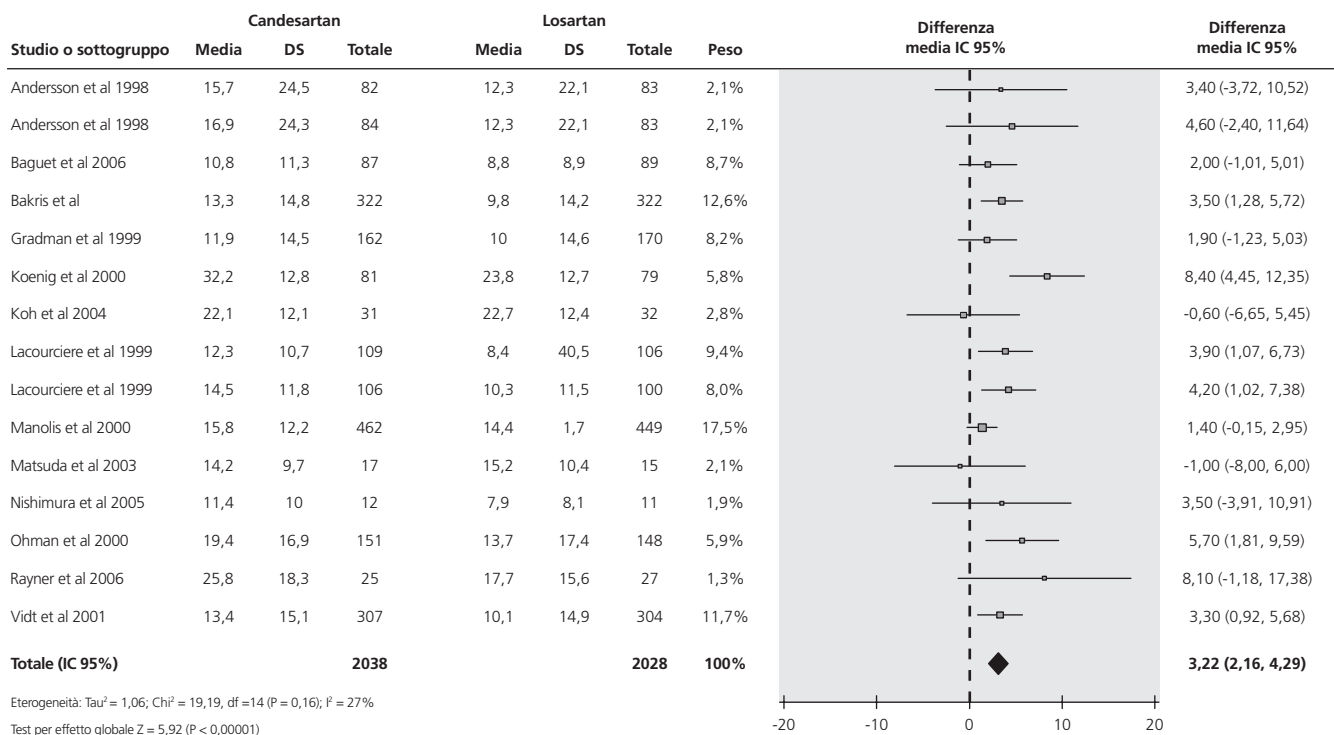 Candesartan Losartan Differenza Differenza
Studio o sottogruppo Media DS Totale Media DS Totale Peso media IC 95% media IC 95%
Andersson et al 1998 15,7 24,5 82 12,3 22,1 83 2,1% 3,40 (-3,72, 10,52)
Andersson et al 1998 16,9 24,3 84 12,3 22,1 83 2,1% 4,60 (-2,40, 11,64)
Baguet et al 2006 10,8 11,3 87 8,8 8,9 89 8,7% 2,00 (-1,01, 5,01)
Bakris et al 13,3 14,8 322 9,8 14,2 322 12,6% 3,50 (1,28, 5,72)
Gradman et al 1999 11,9 14,5 162 10 14,6 170 8,2% 1,90 (-1,23, 5,03)
Koenig et al 2000 32,2 12,8 81 23,8 12,7 79 5,8% 8,40 (4,45, 12,35)
Koh et al 2004 22,1 12,1 31 22,7 12,4 32 2,8% -0,60 (-6,65, 5,45)
Lacourciere et al 1999 12,3 10,7 109 8,4 40,5 106 9,4% 3,90 (1,07, 6,73)
Lacourciere et al 1999 14,5 11,8 106 10,3 11,5 100 8,0% 4,20 (1,02, 7,38)
Manolis et al 2000 15,8 12,2 462 14,4 1,7 449 17,5% 1,40 (-0,15, 2,95)
Matsuda et al 2003 14,2 9,7 17 15,2 10,4 15 2,1% -1,00 (-8,00, 6,00)
Nishimura et al 2005 11,4 10 12 7,9 8,1 11 1,9% 3,50 (-3,91, 10,91)
Ohman et al 2000 19,4 16,9 151 13,7 17,4 148 5,9% 5,70 (1,81, 9,59)
Rayner et al 2006 25,8 18,3 25 17,7 15,6 27 1,3% 8,10 (-1,18, 17,38)
Vidt et al 2001 13,4 15,1 307 10,1 14,9 304 11,7% 3,30 (0,92, 5,68)
Totale (IC 95%) 2038 2028 100% 3,22 (2,16, 4,29)
Eterogeneità: Tau² = 1,06; Chi² = 19,19, df =14 (P = 0,16); I² = 27%
Test per effetto globale Z = 5,92 (P < 0,00001)
-20 -10 0 10 20